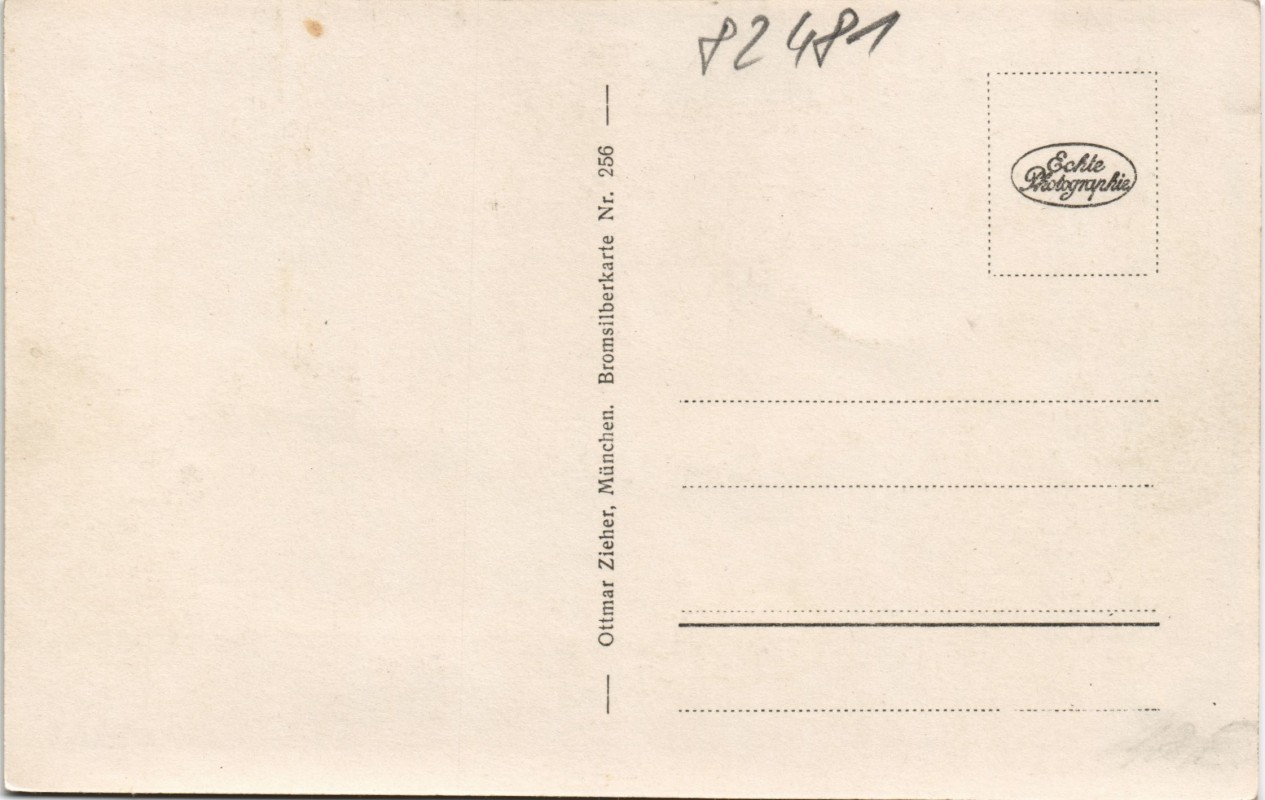 82481
Echte
Photographie
— Ottmar Zieher, München. Bromsilberkarte Nr. 256 —